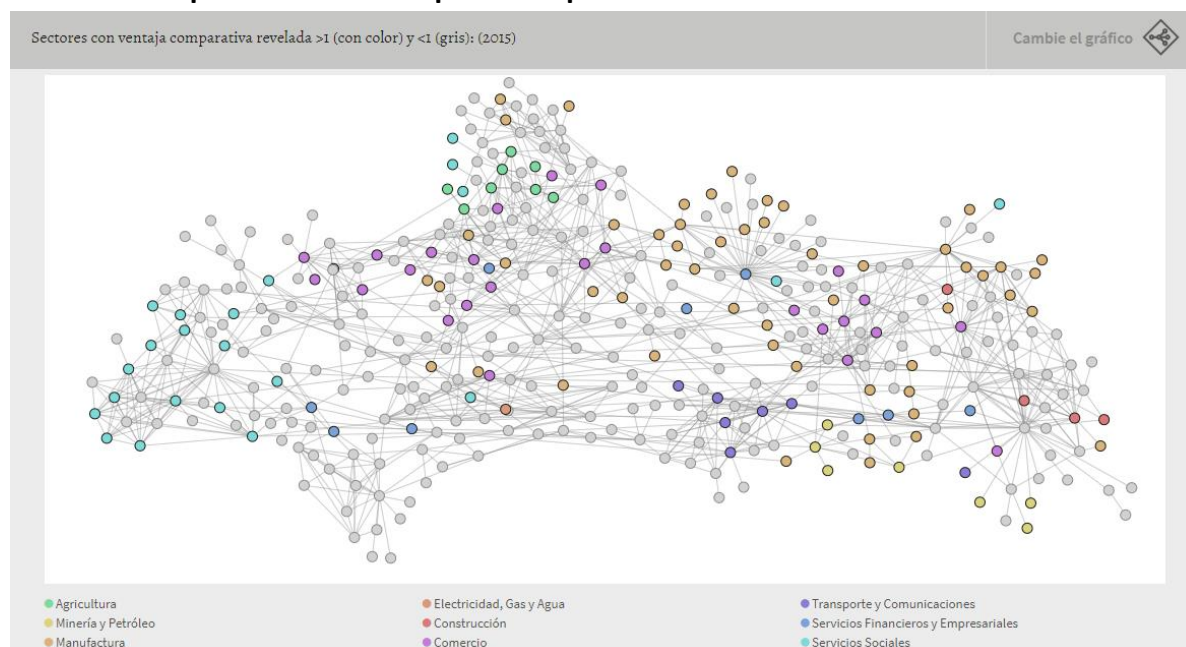 Sectores con ventaja comparativa revelada >1 (con color) y <1 (gris): (2015)
Cambie el gráfico
Agricultura
Electricidad, Gas y Agua
Transporte y Comunicaciones
Minería y Petróleo
Construcción
Servicios Financieros y Empresariales
Manufactura
Comercio
Servicios Sociales